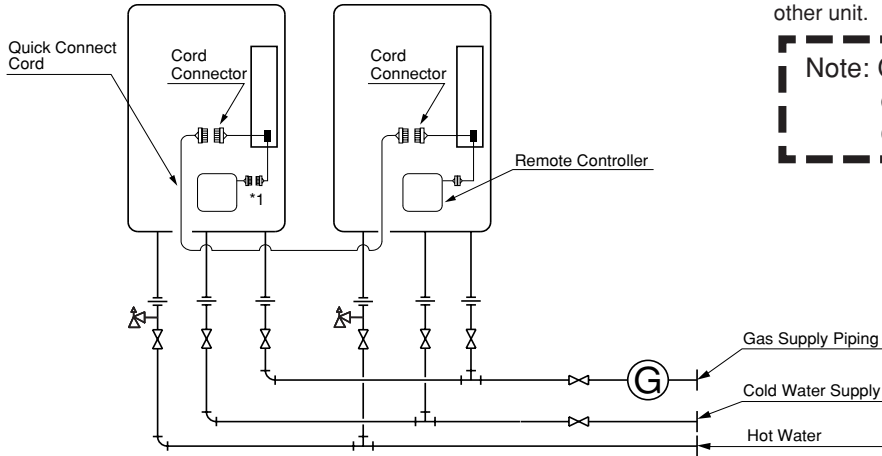 other unit.
Note:
Quick Connect
Cord
Cord
Connector
Cord
Connector
Remote Controller
*1
G
Gas Supply Piping
Cold Water Supply
Hot Water